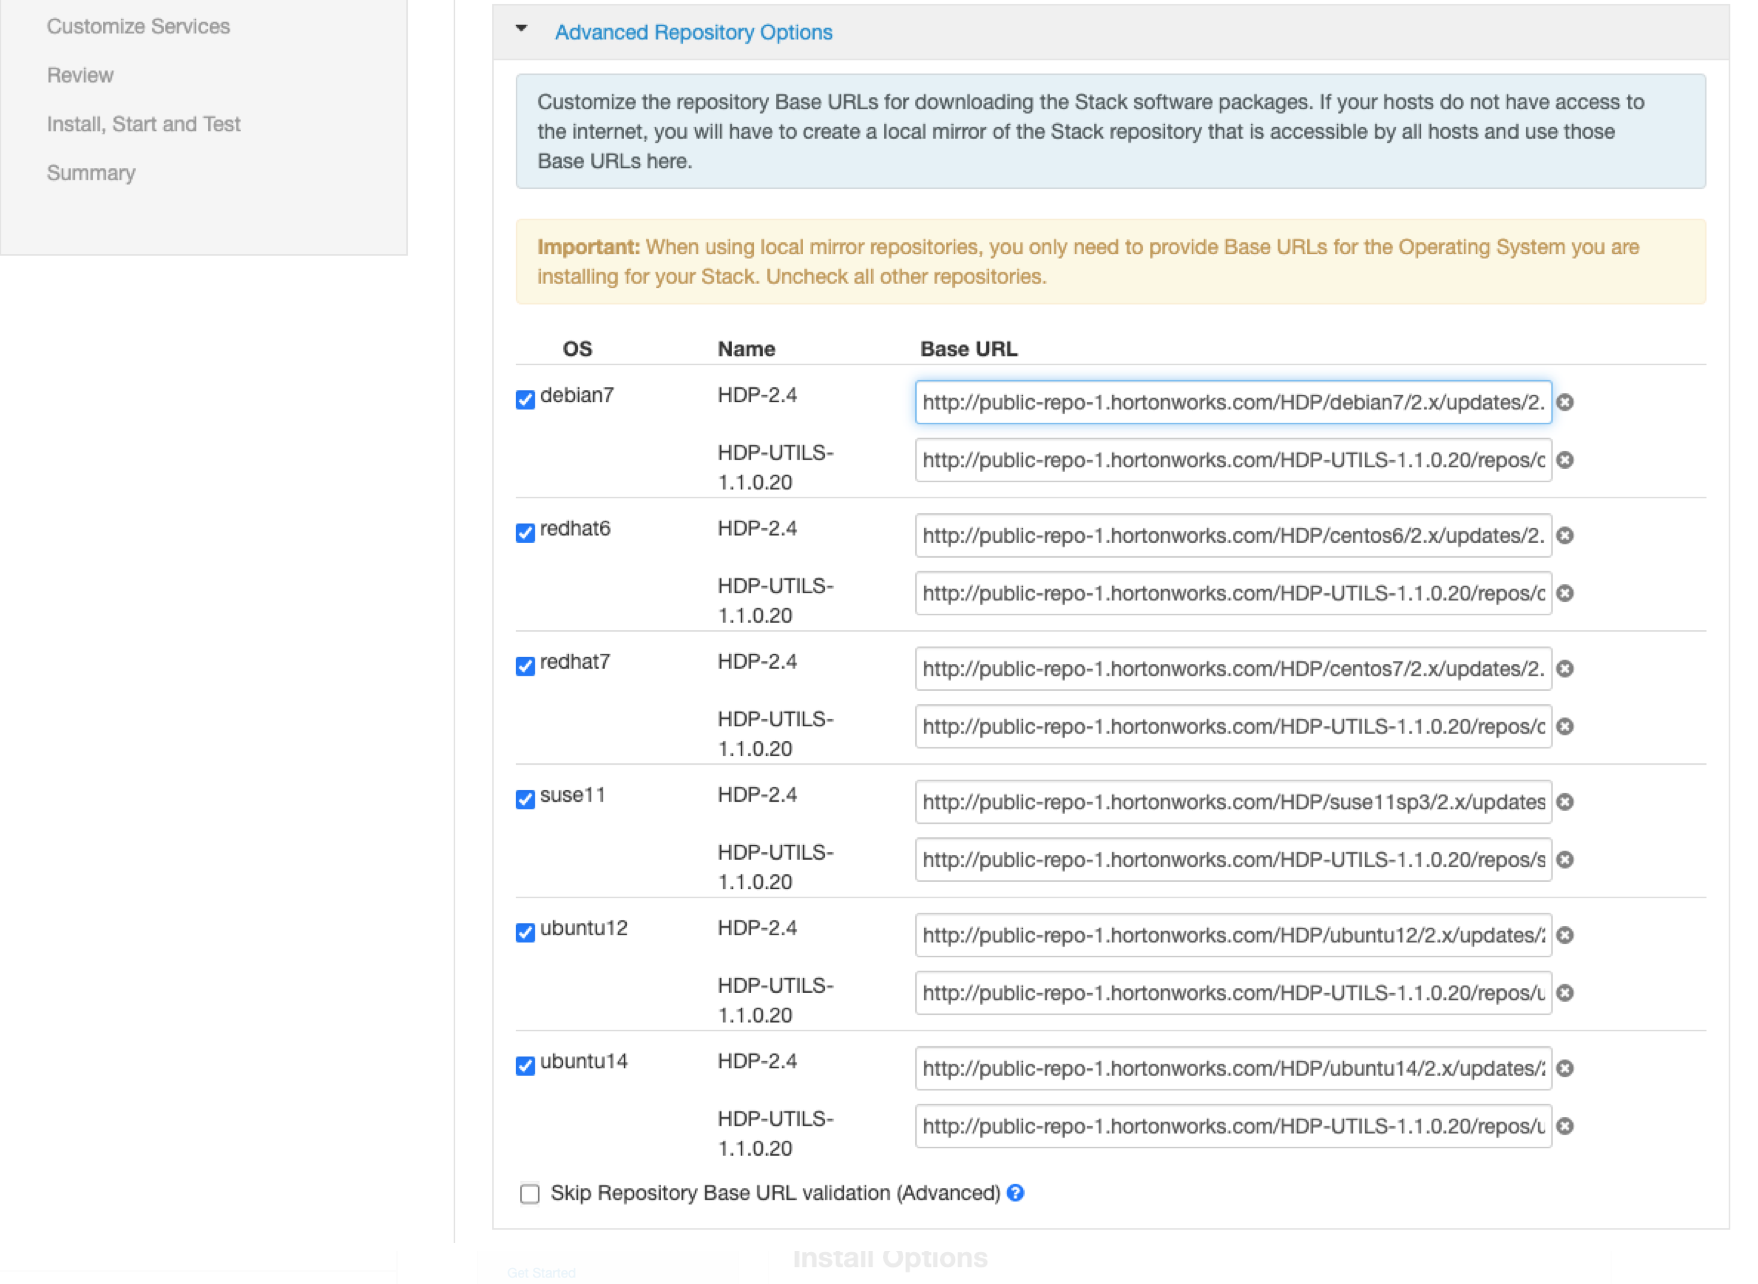 Customize Services
Review
Install, Start and Test
Summary
Advanced Repository Options
Customize the repository Base URLs for downloading the Stack software packages. If your hosts do not have access to
the internet, you will have to create a local mirror of the Stack repository that is accessible by all hosts and use those
Base URLs here.
Important: When using local mirror repositories, you only need to provide Base URLs for the Operating System you are
installing for your Stack. Uncheck all other repositories.
OS Name Base URL
debian7 HDP-2.4 http://public-repo-1.hortonworks.com/HDP/debian7/2.x/updates/2.
HDP-UTILS- http://public-repo-1.hortonworks.com/HDP-UTILS-1.1.0.20/repos/
1.1.0.20
redhat6 HDP-2.4 http://public-repo-1.hortonworks.com/HDP/centos6/2.x/updates/2.
HDP-UTILS- http://public-repo-1.hortonworks.com/HDP-UTILS-1.1.0.20/repos/c
1.1.0.20
redhat7 HDP-2.4 http://public-repo-1.hortonworks.com/HDP/centos7/2.x/updates/2.
HDP-UTILS- http://public-repo-1.hortonworks.com/HDP-UTILS-1.1.0.20/repos/c
1.1.0.20
suse11 HDP-2.4 http://public-repo-1.hortonworks.com/HDP/suse11sp3/2.x/updates
HDP-UTILS- http://public-repo-1.hortonworks.com/HDP-UTILS-1.1.0.20/repos/s
1.1.0.20
ubuntu12 HDP-2.4 http://public-repo-1.hortonworks.com/HDP/ubuntu12/2.x/updates/2
HDP-UTILS- http://public-repo-1.hortonworks.com/HDP-UTILS-1.1.0.20/repos/u
1.1.0.20
ubuntu14 HDP-2.4 http://public-repo-1.hortonworks.com/HDP/ubuntu14/2.x/updates/2
HDP-UTILS- http://public-repo-1.hortonworks.com/HDP-UTILS-1.1.0.20/repos/u
1.1.0.20
Skip Repository Base URL validation (Advanced) ?
Install Options
Get Started